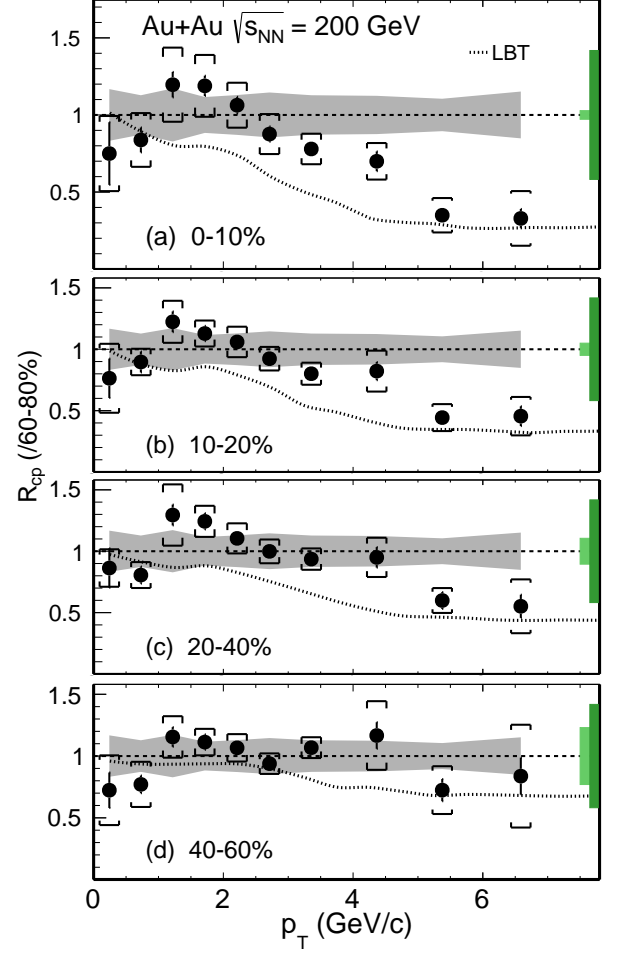 Au+Au √s_NN = 200 GeV
LBT
1.5
1
0.5
(a) 0-10%
1.5
1
0.5
(b) 10-20%
R_cp (/60-80%)
1.5
1
0.5
(c) 20-40%
1.5
1
0.5
(d) 40-60%
0 2 4 6
p_T (GeV/c)